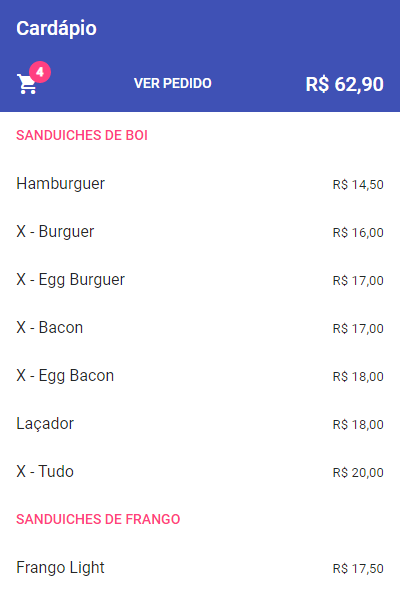 Cardápio
4
VER PEDIDO
R$ 62,90
SANDUICHES DE BOI
Hamburguer R$ 14,50
X - Burguer R$ 16,00
X - Egg Burguer R$ 17,00
X - Bacon R$ 17,00
X - Egg Bacon R$ 18,00
Laçador R$ 18,00
X - Tudo R$ 20,00
SANDUICHES DE FRANGO
Frango Light R$ 17,50